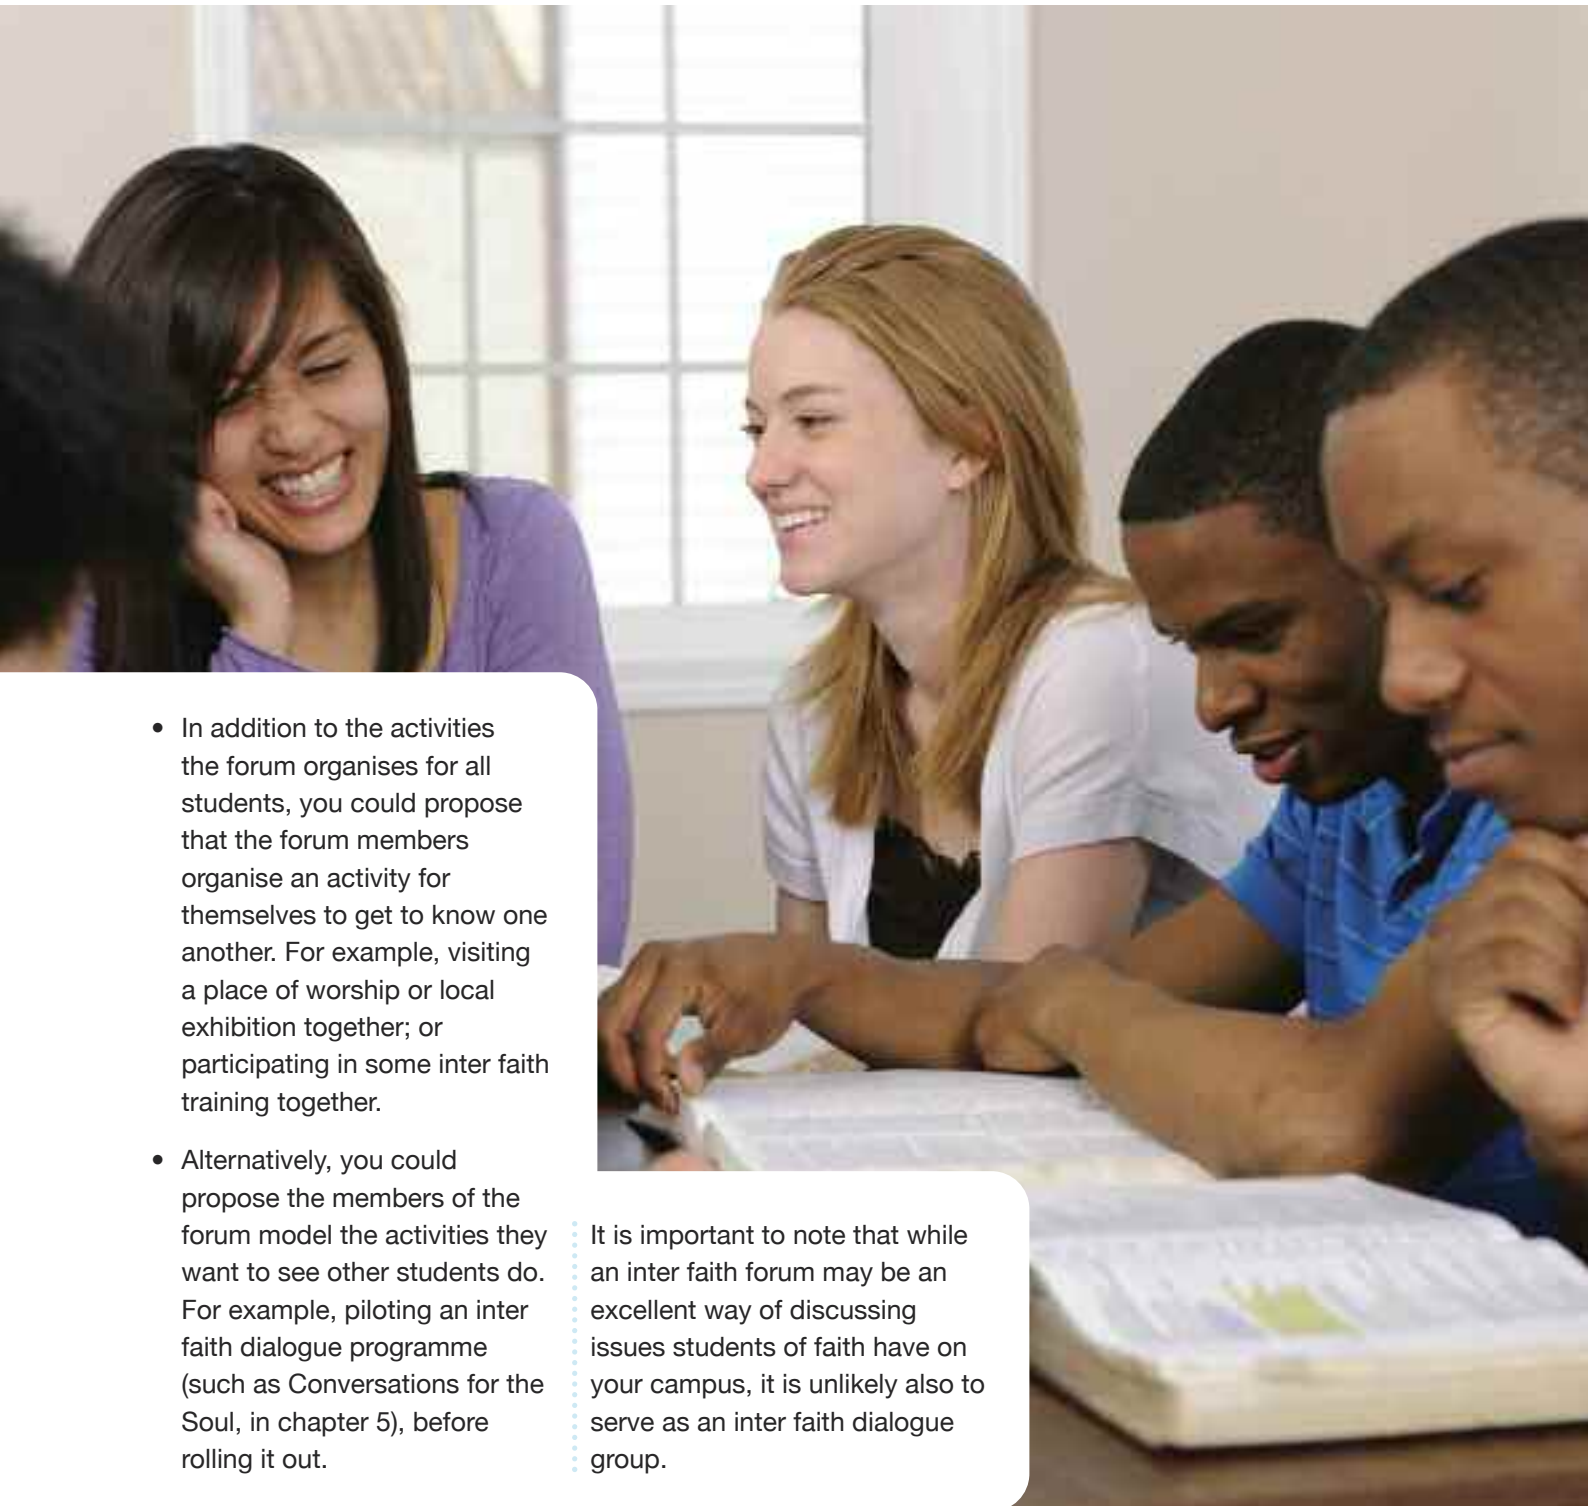 • In addition to the activities
the forum organises for all
students, you could propose
that the forum members
organise an activity for
themselves to get to know one
another. For example, visiting
a place of worship or local
exhibition together; or
participating in some inter faith
training together.
• Alternatively, you could
propose the members of the
forum model the activities they
want to see other students do.
For example, piloting an inter
faith dialogue programme
(such as Conversations for the
Soul, in chapter 5), before
rolling it out.
It is important to note that while
an inter faith forum may be an
excellent way of discussing
issues students of faith have on
your campus, it is unlikely also to
serve as an inter faith dialogue
group.